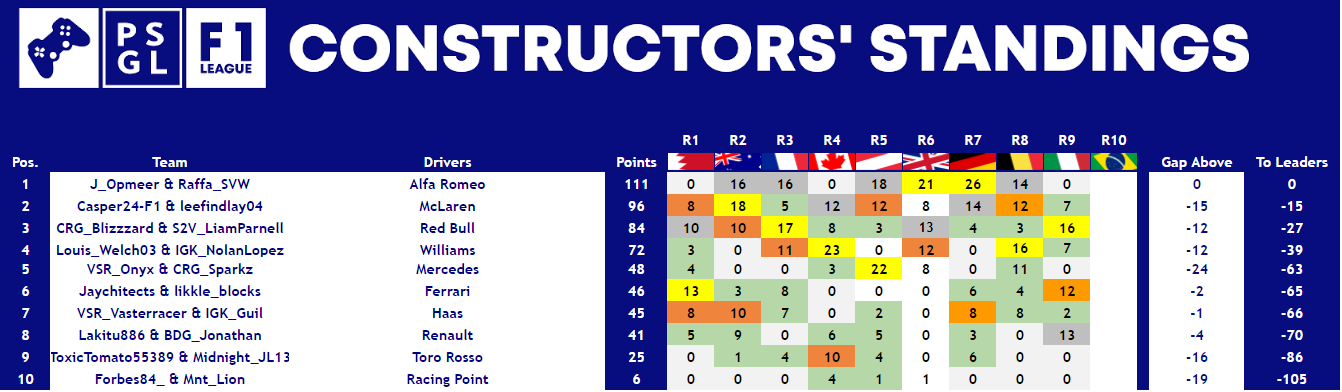 PS GL F1 LEAGUE CONSTRUCTORS' STANDINGS
R1 R2 R3 R4 R5 R6 R7 R8 R9 R10
Pos. Team Drivers Points Gap Above To Leaders
1 J_Opmeer & Raffa_SVW Alfa Romeo 111 0 16 16 0 18 21 26 14 0 0 0
2 Casper24-F1 & leefindlay04 McLaren 96 8 18 5 12 12 8 14 12 7 -15 -15
3 CRG_Blizzzard & S2V_LiamParnell Red Bull 84 10 10 17 8 3 13 4 3 16 -12 -27
4 Louis_Welch03 & IGK_NolanLopez Williams 72 3 0 11 23 0 12 0 16 7 -12 -39
5 VSR_Onyx & CRG_Sparkz Mercedes 48 4 0 0 3 22 8 0 11 0 -24 -63
6 Jaychitects & likkle_blocks Ferrari 46 13 3 8 0 0 0 6 4 12 -2 -65
7 VSR_Vasterracer & IGK_Guil Haas 45 8 10 7 0 2 0 8 8 2 -1 -66
8 Lakitu886 & BDG_Jonathan Renault 41 5 9 0 6 5 0 3 0 13 -4 -70
9 ToxicTomato55389 & Midnight_JL13 Toro Rosso 25 0 1 4 10 4 0 6 0 0 -16 -86
10 Forbes84_ & Mnt_Lion Racing Point 6 0 0 0 4 1 1 0 0 0 -19 -105